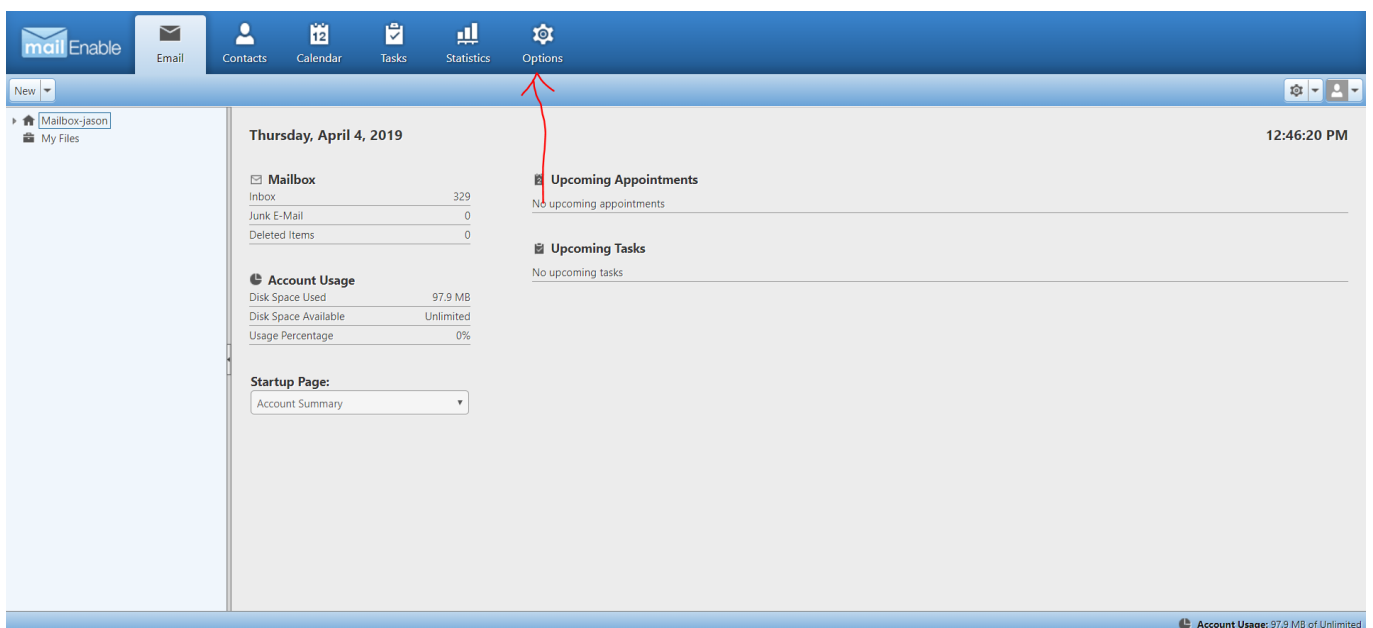 mail Enable
Email
Contacts
12
Calendar
Tasks
Statistics
Options
New
Mailbox-jason
My Files
Thursday, April 4, 2019
12:46:20 PM
Mailbox
Inbox 329
Junk E-Mail 0
Deleted Items 0
Account Usage
Disk Space Used 97.9 MB
Disk Space Available Unlimited
Usage Percentage 0%
Startup Page:
Account Summary
Upcoming Appointments
No upcoming appointments
Upcoming Tasks
No upcoming tasks
Account Usage: 97.9 MB of Unlimited